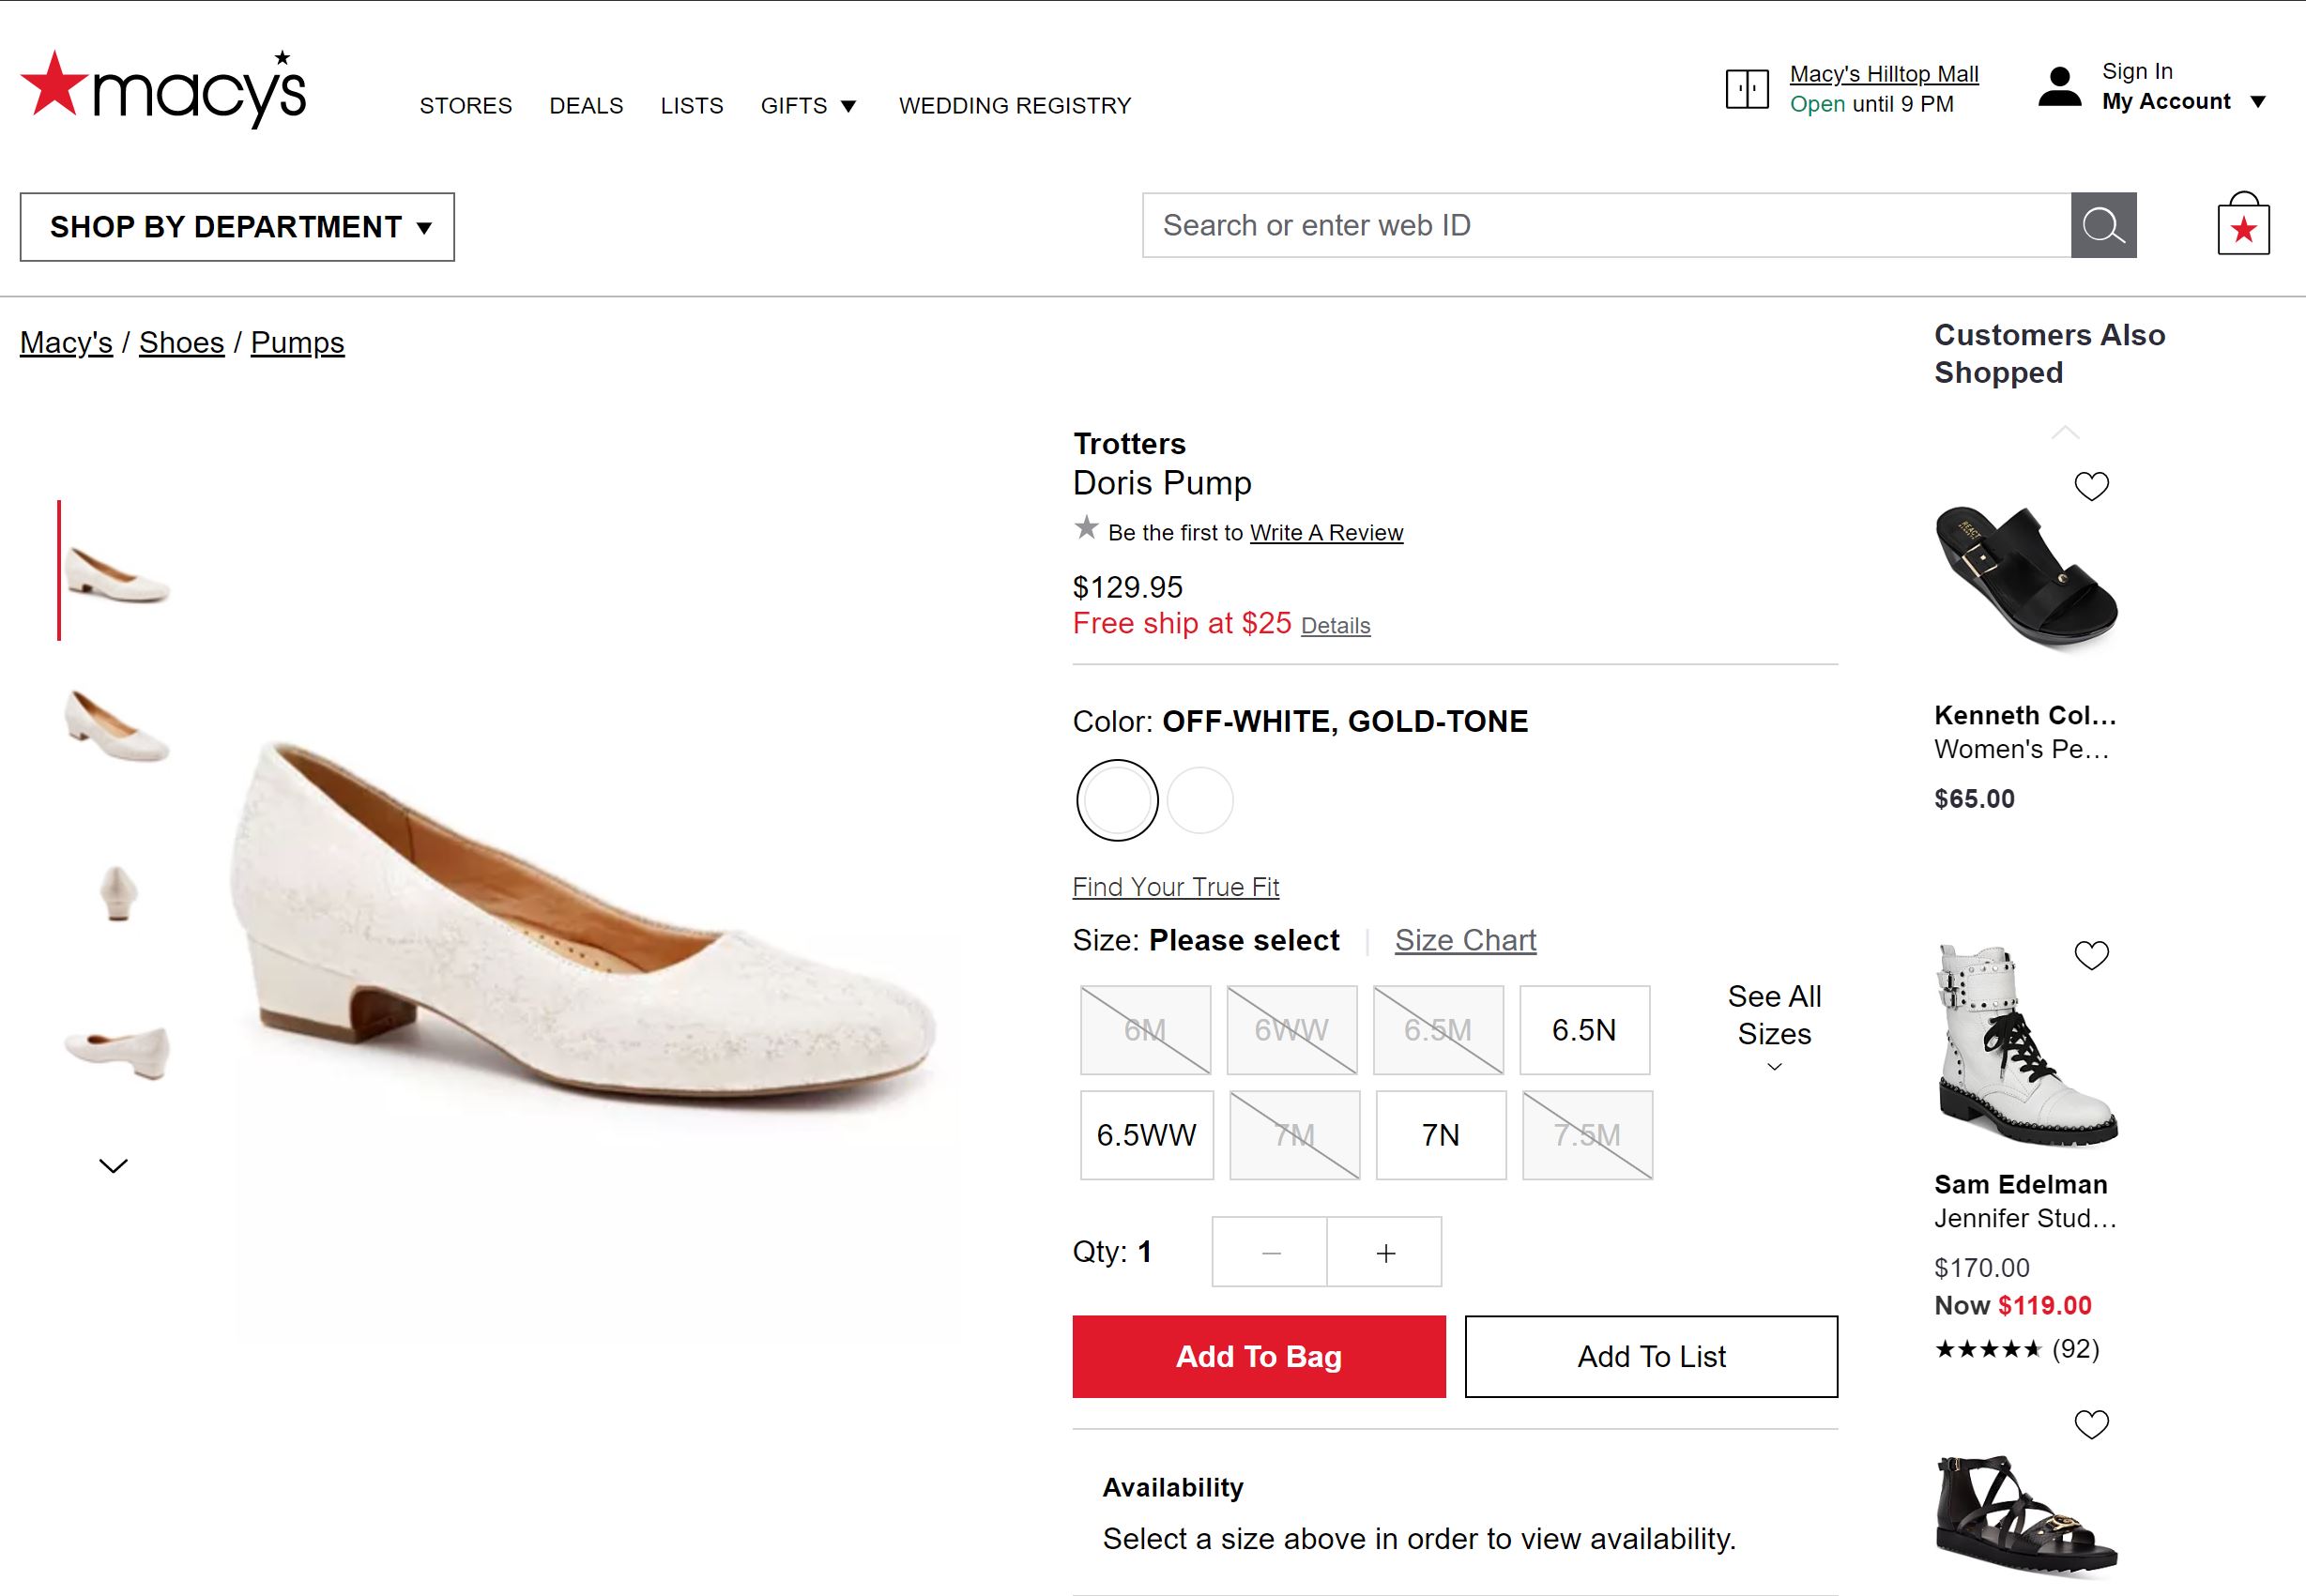 macy's
STORES DEALS LISTS GIFTS WEDDING REGISTRY
Macy's Hilltop Mall
Open until 9 PM
Sign In
My Account
SHOP BY DEPARTMENT
Search or enter web ID
Macy's / Shoes / Pumps
Trotters
Doris Pump
Be the first to Write A Review
$129.95
Free ship at $25 Details
Color: OFF-WHITE, GOLD-TONE
Find Your True Fit
Size: Please select | Size Chart
6M 6WW 6.5M 6.5N
6.5WW 7M 7N 7.5M
See All
Sizes
Qty: 1 − +
Add To Bag Add To List
Availability
Select a size above in order to view availability.
Customers Also
Shopped
Kenneth Col...
Women's Pe...
$65.00
Sam Edelman
Jennifer Stud...
$170.00
Now $119.00
(92)